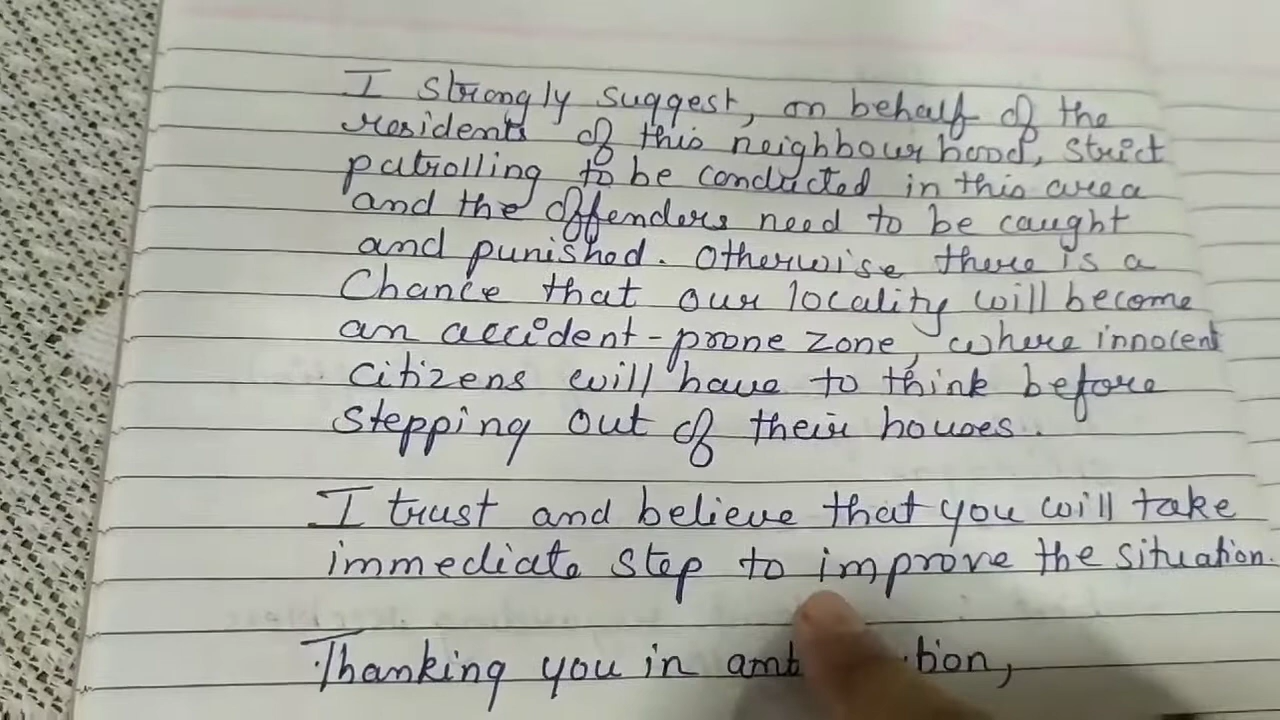 I strongly suggest, on behalf of the
residents of this neighbourhood, strict
patrolling to be conducted in this area
and the offenders need to be caught
and punished. Otherwise there is a
Chance that our locality will become
an accident-prone zone, where innocent
citizens will have to think before
stepping out of their houses.
I trust and believe that you will take
immediate step to improve the situation.
Thanking you in